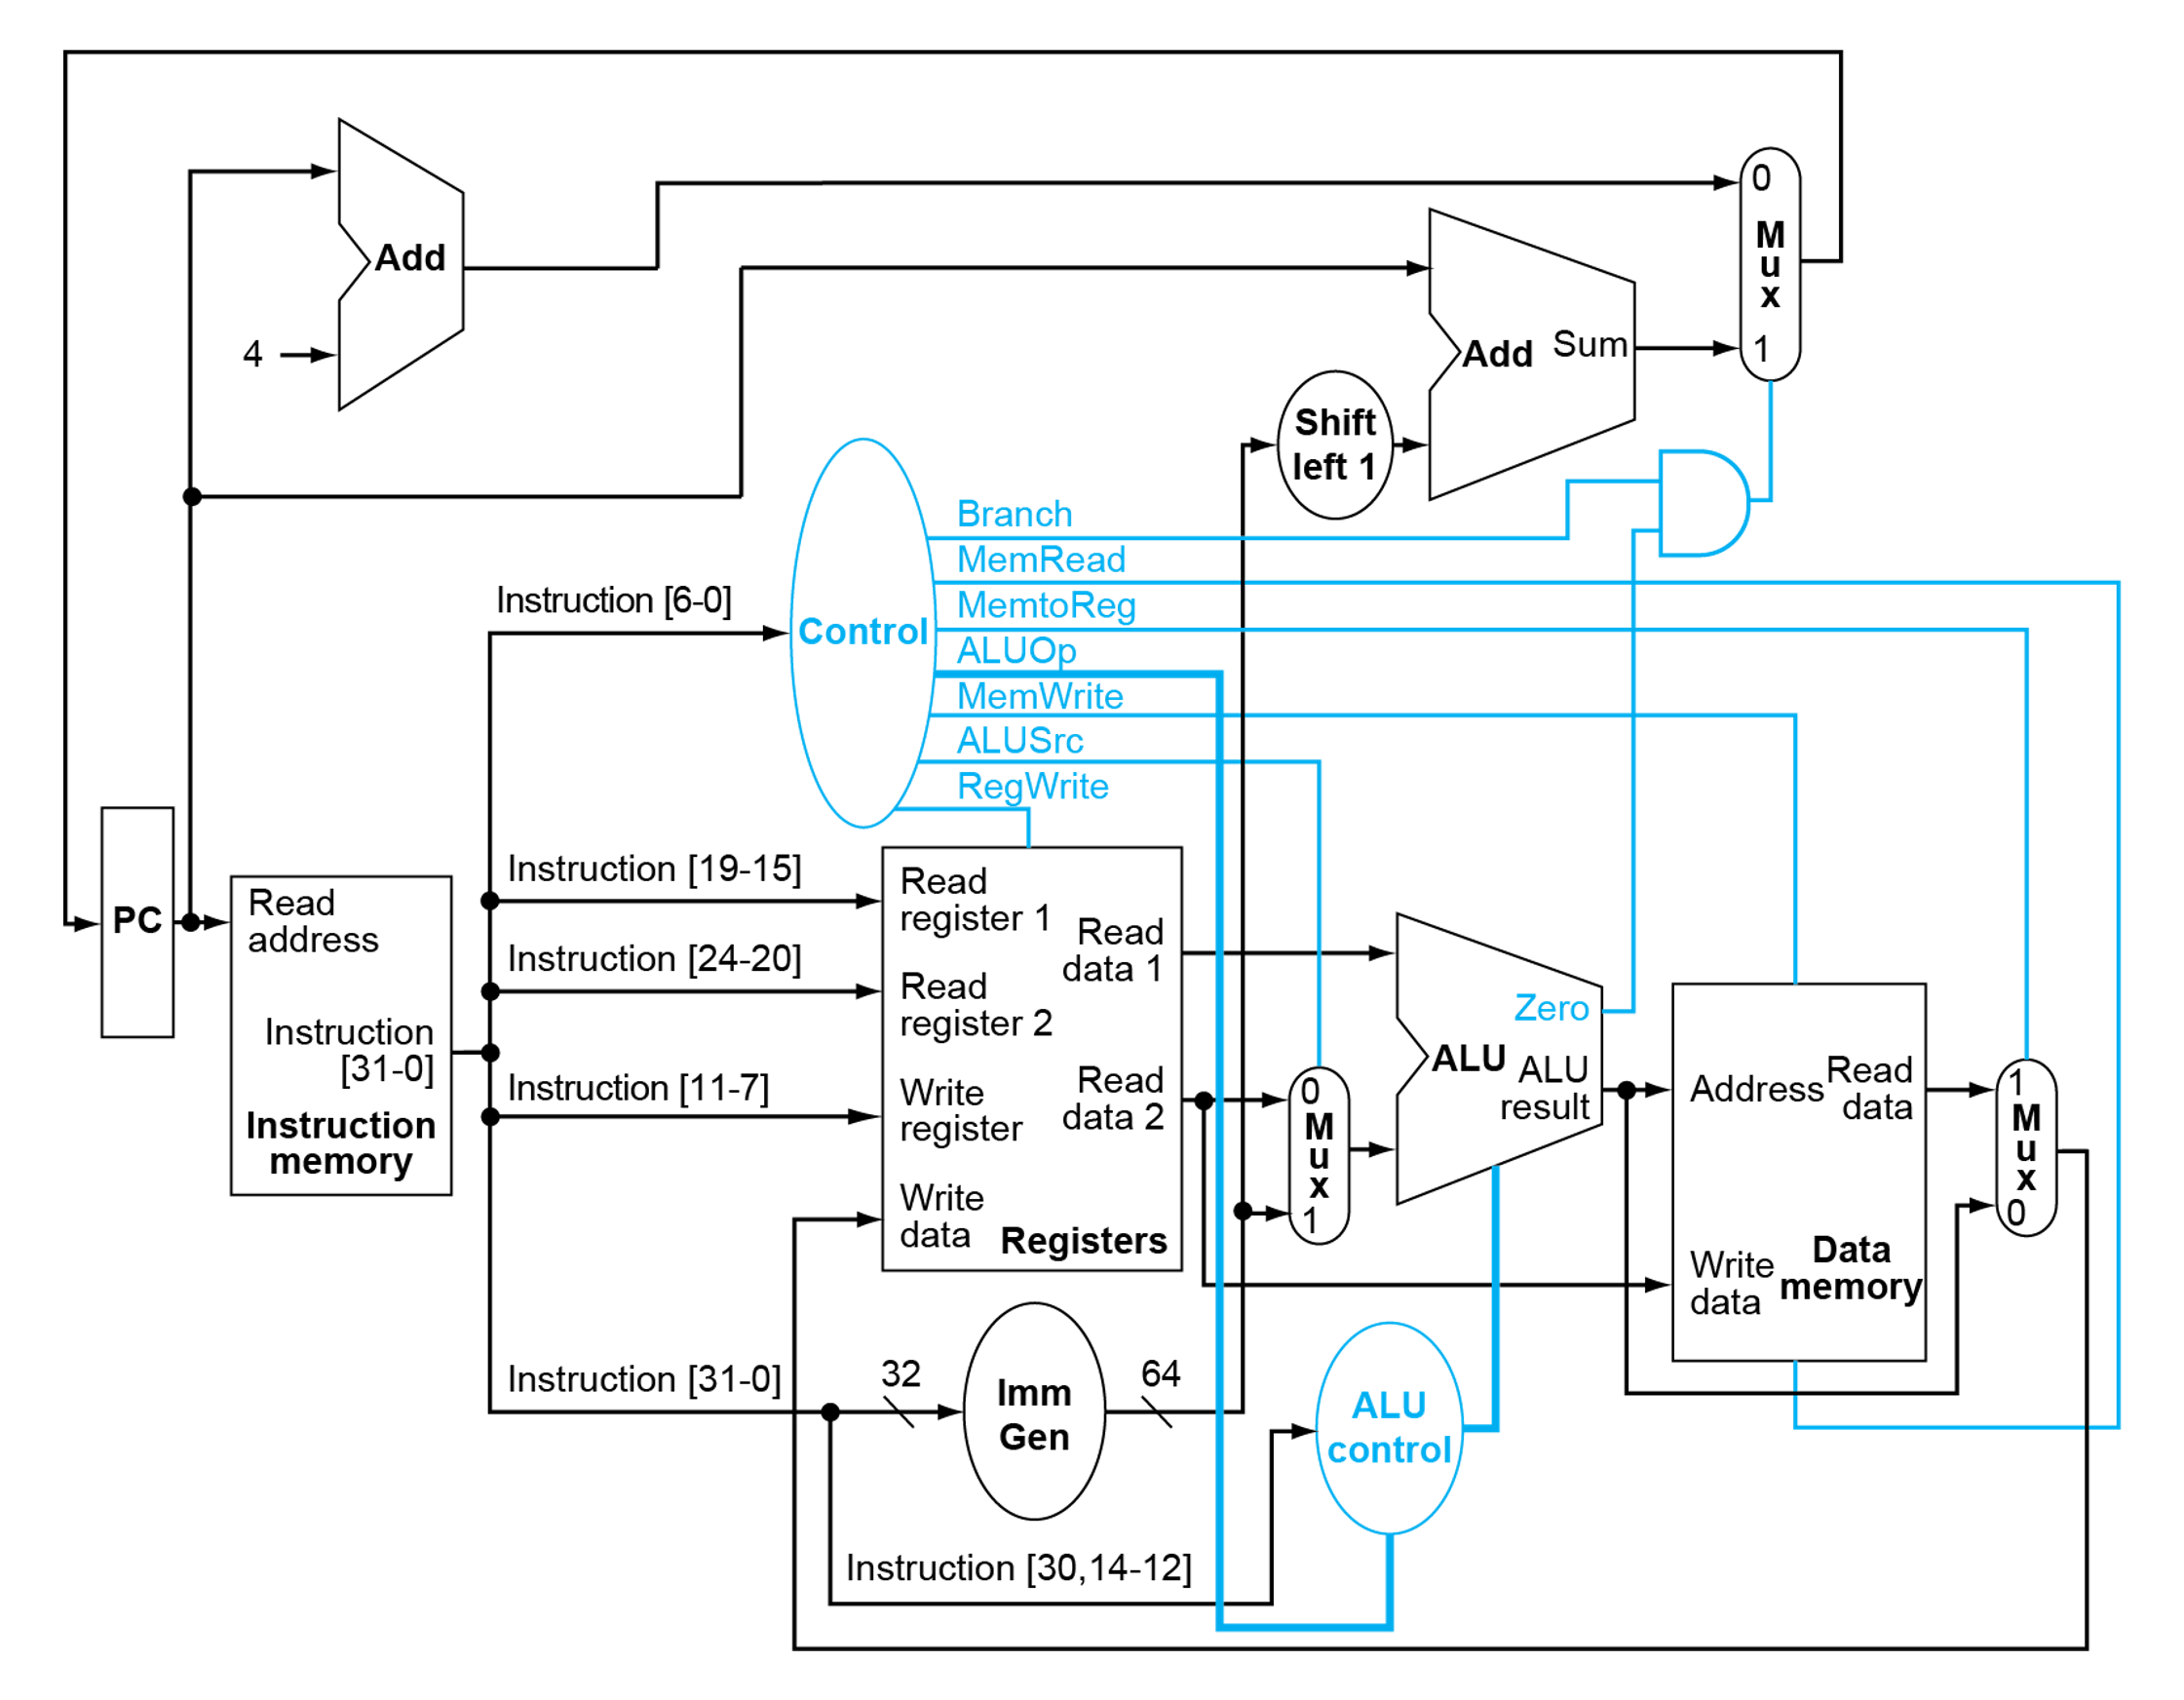 0
M
u
x
1
Add
4
Add
Sum
Shift
left 1
Branch
MemRead
MemtoReg
ALUOp
MemWrite
ALUSrc
RegWrite
Control
Instruction [6-0]
Instruction [19-15]
Instruction [24-20]
Instruction [11-7]
Instruction [31-0]
PC
Read
address
Instruction
[31-0]
Instruction
memory
Read
register 1
Read
register 2
Write
register
Write
data
Read
data 1
Read
data 2
Registers
0
M
u
x
1
Zero
ALU
ALU
result
Address
Read
data
Write
data
Data
memory
1
M
u
x
0
32
Imm
Gen
64
ALU
control
Instruction [30,14-12]